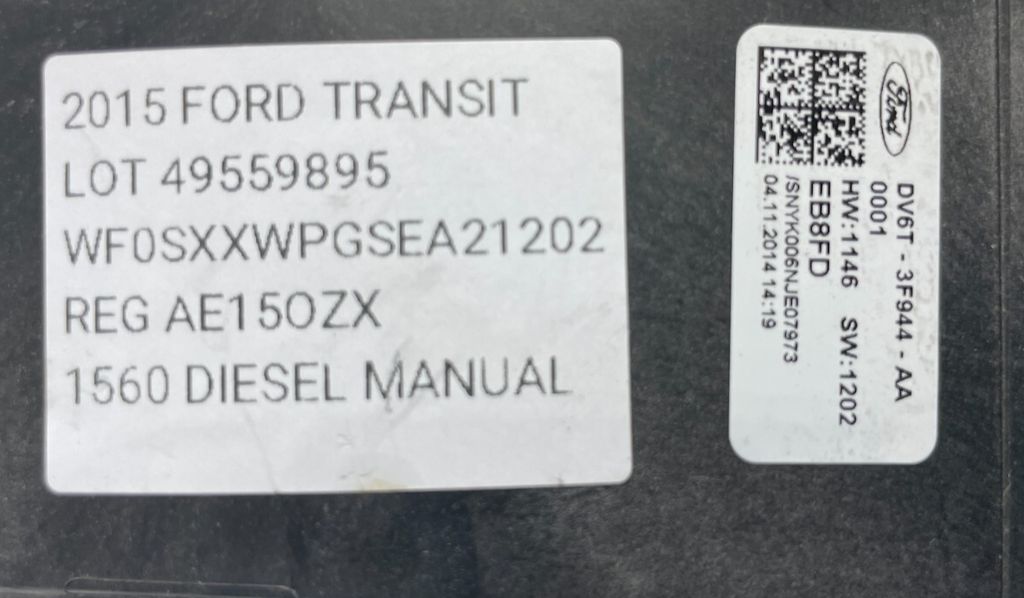 2015 FORD TRANSIT
LOT 49559895
WF0SXXWPGSEA21202
REG AE15OZX
1560 DIESEL MANUAL
Ford
DV6T - 3F944 - AA
0001
HW:1146 SW:1202
EB8FD
/SNYK006NJE07973
04.11.2014 14:19